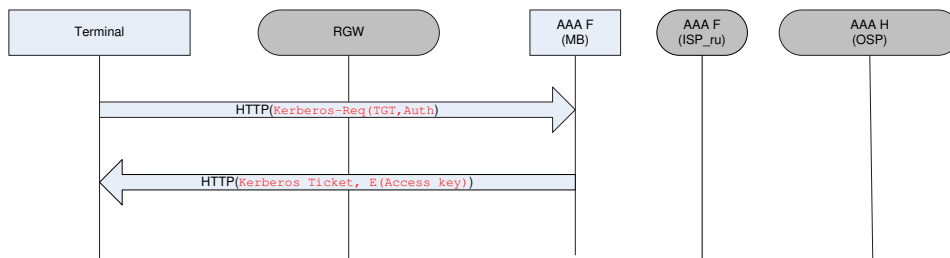 Terminal
RGW
AAA F
(MB)
AAA F
(ISP_ru)
AAA H
(OSP)
HTTP(Kerberos-Req(TGT,Auth)
HTTP(Kerberos Ticket, E(Access key))